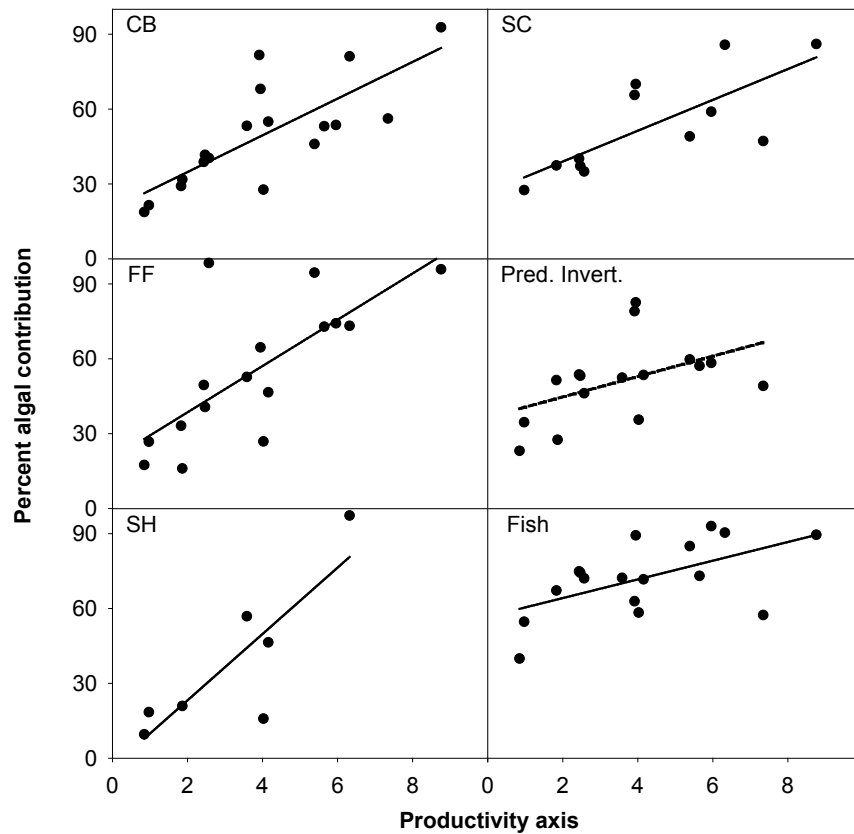 CB
SC
90
60
30
0
FF
Pred. Invert.
90
60
30
0
SH
Fish
90
60
30
0
0 2 4 6 8 0 2 4 6 8
Percent algal contribution
Productivity axis